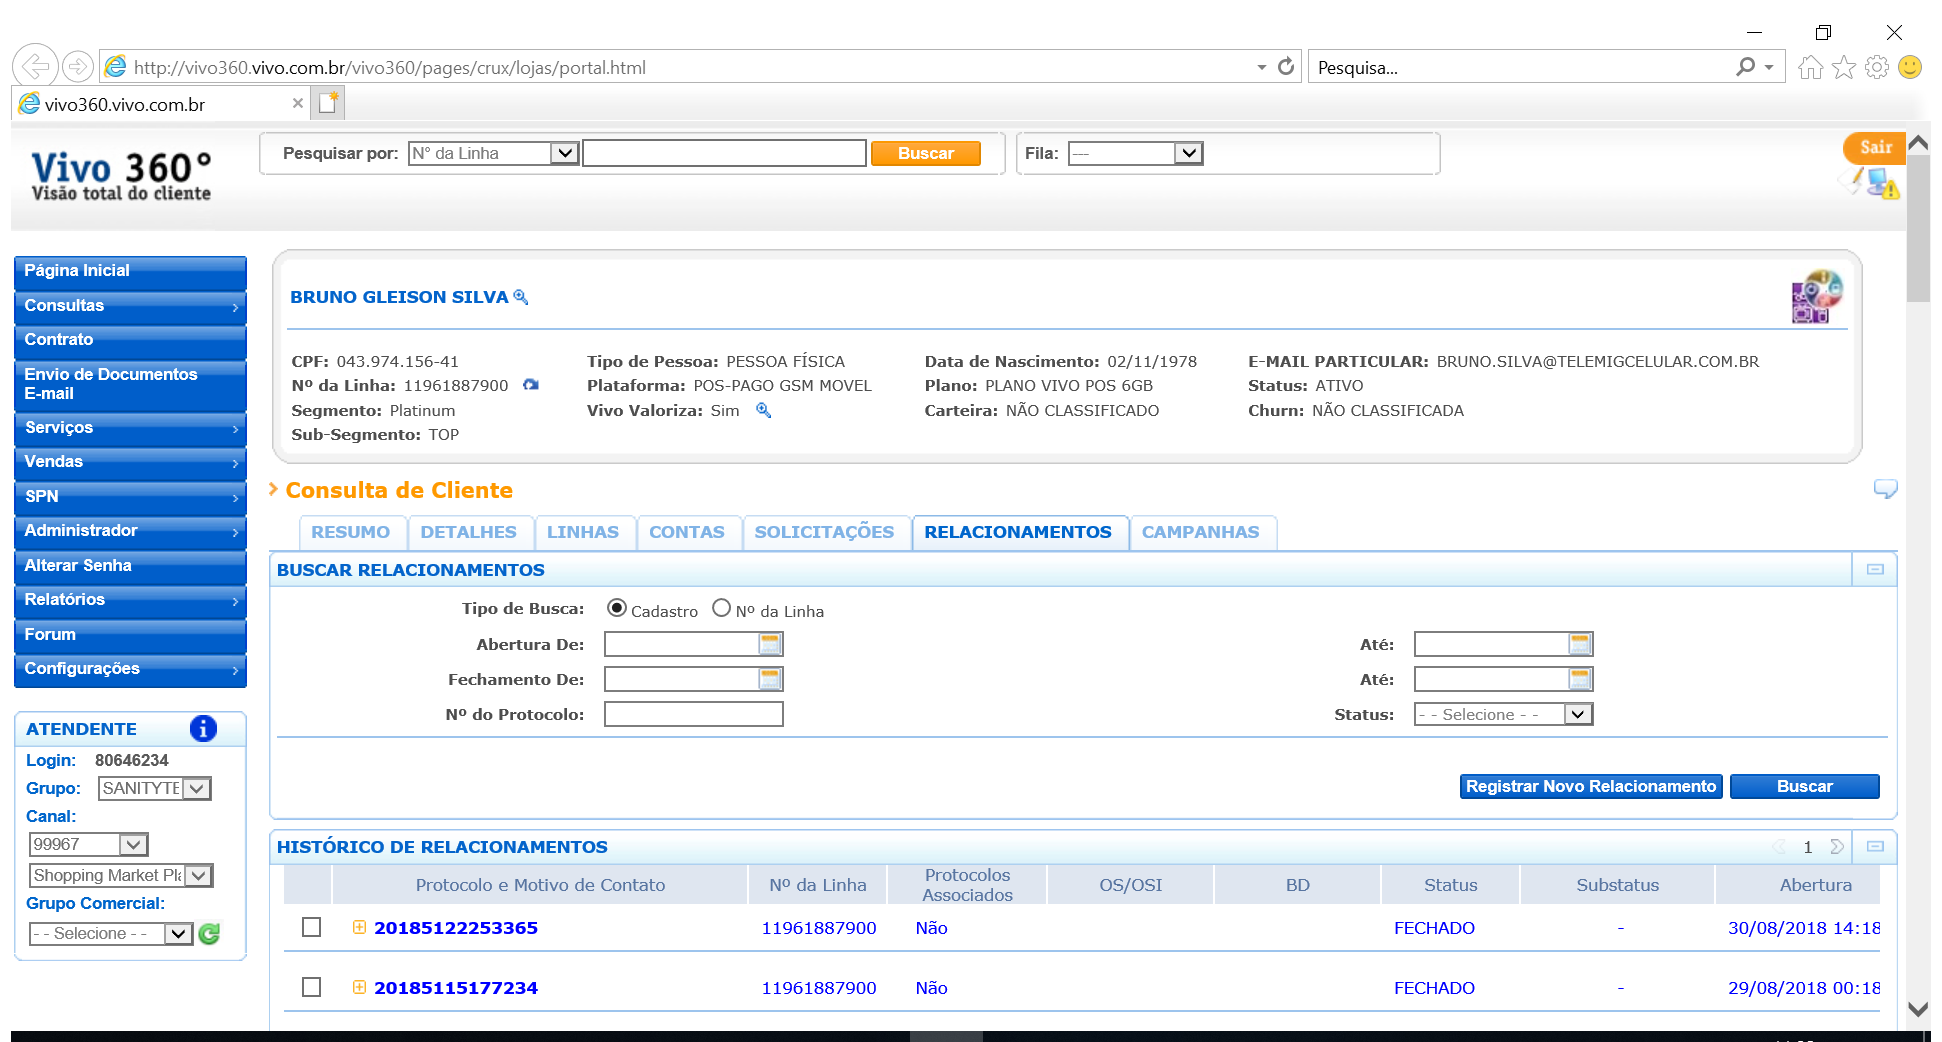 http://vivo360.vivo.com.br/vivo360/pages/crux/lojas/portal.html
Pesquisa...
vivo360.vivo.com.br
Vivo 360°
Visão total do cliente
Pesquisar por: N° da Linha Buscar
Fila: ---
Sair
Página Inicial
Consultas
Contrato
Envio de Documentos
E-mail
Serviços
Vendas
SPN
Administrador
Alterar Senha
Relatórios
Forum
Configurações
ATENDENTE
Login: 80646234
Grupo: SANITYTE
Canal:
99967
Shopping Market Pla
Grupo Comercial:
- - Selecione - -
BRUNO GLEISON SILVA
CPF: 043.974.156-41 Tipo de Pessoa: PESSOA FÍSICA Data de Nascimento: 02/11/1978 E-MAIL PARTICULAR: BRUNO.SILVA@TELEMIGCELULAR.COM.BR
Nº da Linha: 11961887900 Plataforma: POS-PAGO GSM MOVEL Plano: PLANO VIVO POS 6GB Status: ATIVO
Segmento: Platinum Vivo Valoriza: Sim Carteira: NÃO CLASSIFICADO Churn: NÃO CLASSIFICADA
Sub-Segmento: TOP
Consulta de Cliente
RESUMO DETALHES LINHAS CONTAS SOLICITAÇÕES RELACIONAMENTOS CAMPANHAS
BUSCAR RELACIONAMENTOS
Tipo de Busca: Cadastro Nº da Linha
Abertura De: Até:
Fechamento De: Até:
Nº do Protocolo: Status: - - Selecione - -
Registrar Novo Relacionamento Buscar
HISTÓRICO DE RELACIONAMENTOS 1
Protocolo e Motivo de Contato Nº da Linha Protocolos Associados OS/OSI BD Status Substatus Abertura
20185122253365 11961887900 Não FECHADO - 30/08/2018 14:18
20185115177234 11961887900 Não FECHADO - 29/08/2018 00:18